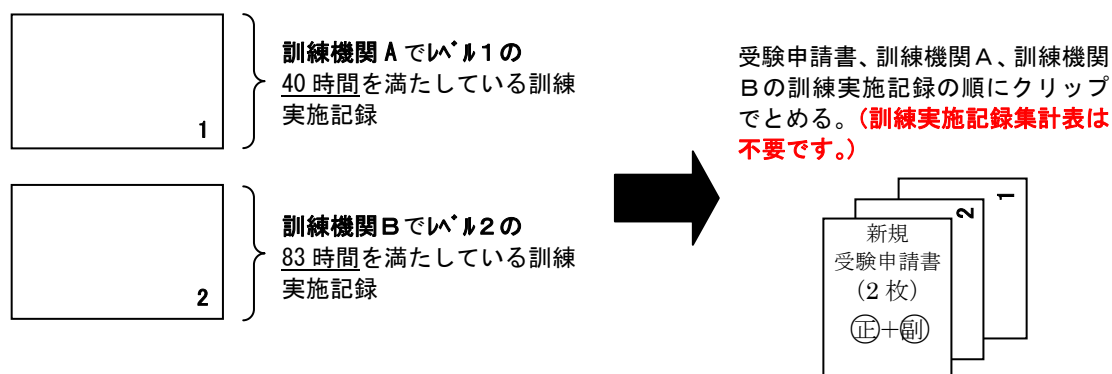 訓練機関 A でﾚﾍﾞﾙ１の
40 時間を満たしている訓練
実施記録
1
訓練機関Ｂでﾚﾍﾞﾙ２の
83 時間を満たしている訓練
実施記録
2
受験申請書、訓練機関Ａ、訓練機関
Ｂの訓練実施記録の順にクリップ
でとめる。（訓練実施記録集計表は
不要です。）
1
2
新規
受験申請書
（2 枚）
㊣+副